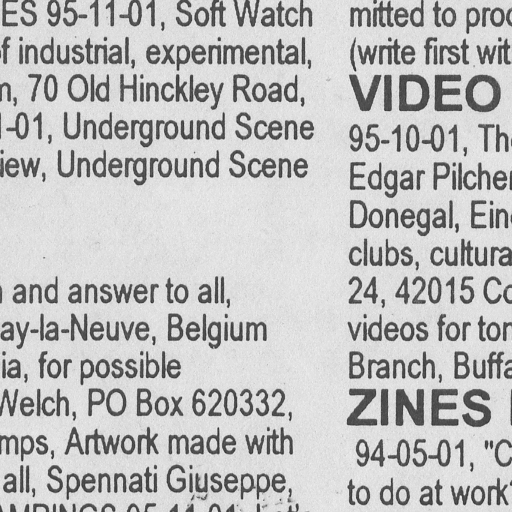 ES 95-11-01, Soft Watch
of industrial, experimental,
70 Old Hinckley Road,
1-01, Underground Scene
iew, Underground Scene
and answer to all,
ay-la-Neuve, Belgium
ia, for possible
Welch, PO Box 620332,
mps, Artwork made with
all, Spennati Giuseppe,
mitted to proc
(write first wit
VIDEO
95-10-01, Th
Edgar Pilcher
Donegal, Ein
clubs, cultura
24, 42015 Co
videos for ton
Branch, Buffa
ZINES
94-05-01, "C
to do at work